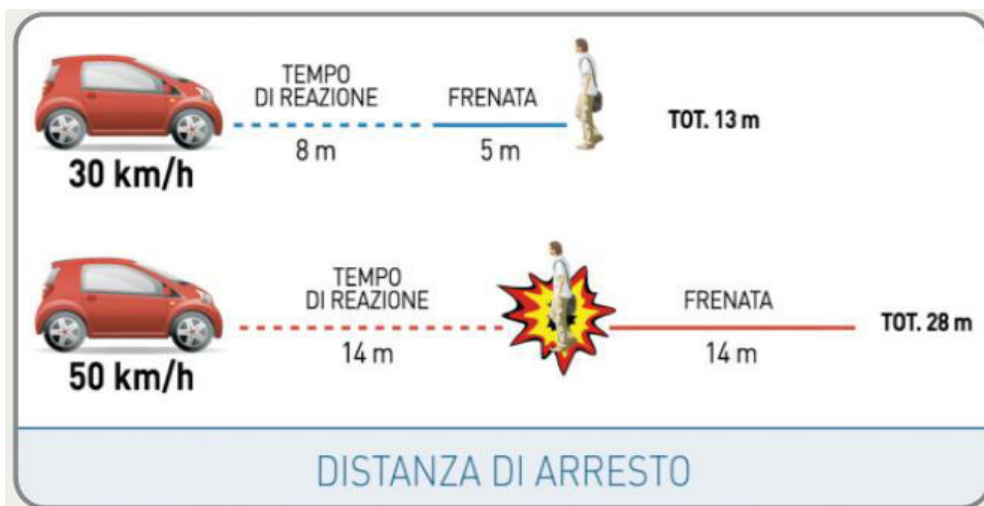 TEMPO
DI REAZIONE
FRENATA
TOT. 13 m
8 m
5 m
30 km/h
TEMPO
DI REAZIONE
FRENATA
TOT. 28 m
14 m
14 m
50 km/h
DISTANZA DI ARRESTO